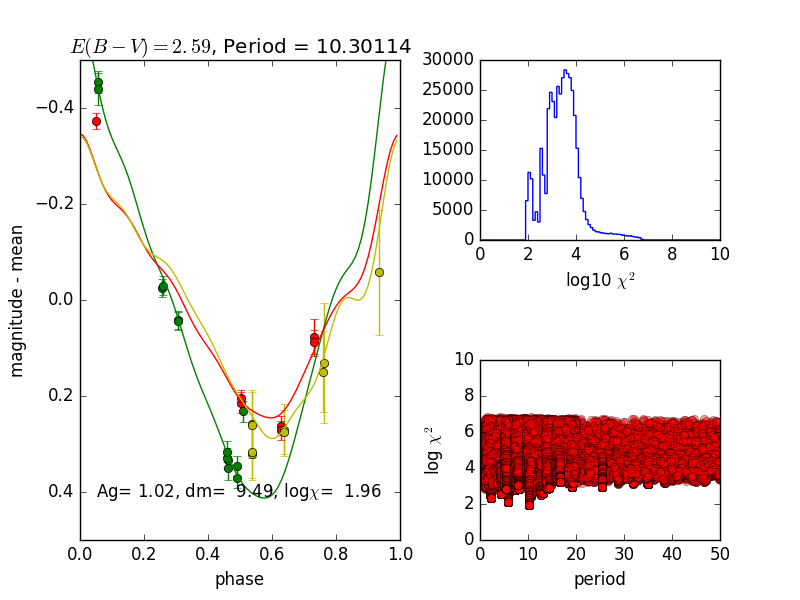 E(B − V) = 2.59, Period = 10.30114
−0.4
−0.2
0.0
0.2
0.4
magnitude - mean
Ag= 1.02, dm= 9.49, logχ= 1.96
0.0 0.2 0.4 0.6 0.8 1.0
phase
30000
25000
20000
15000
10000
5000
0
0 2 4 6 8 10
log10 χ²
10
8
6
4
2
0
log χ²
0 10 20 30 40 50
period